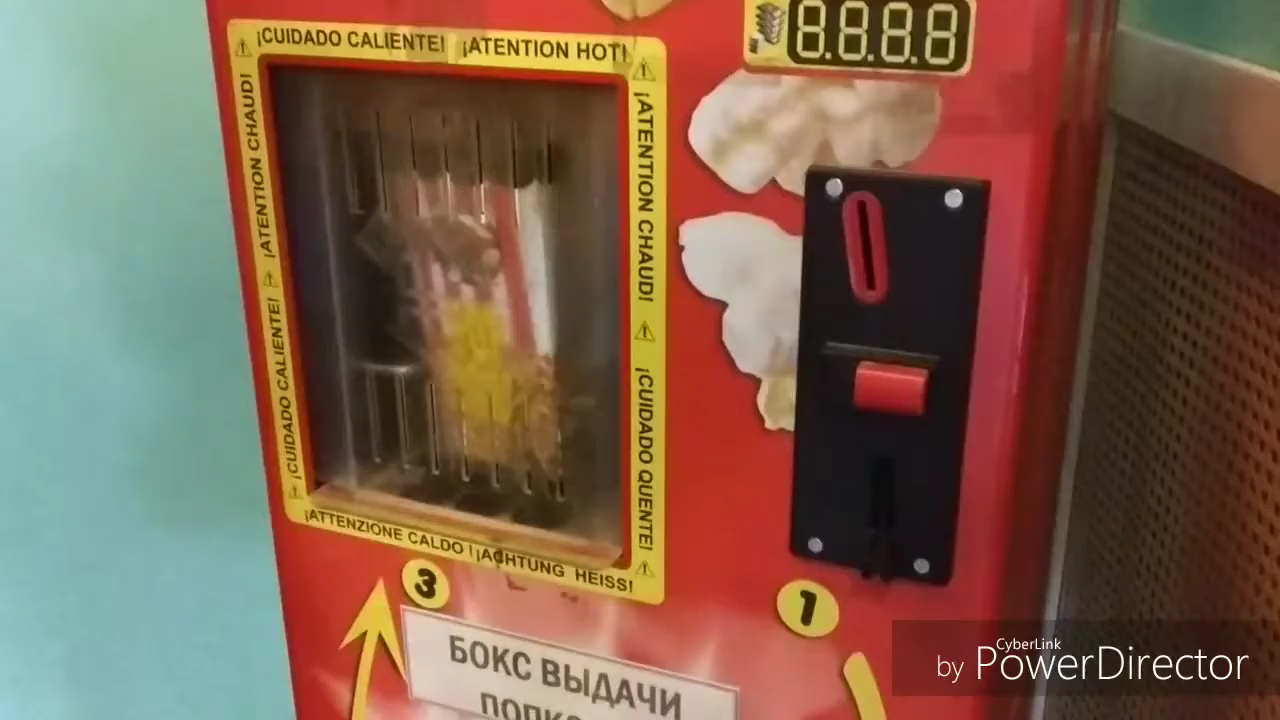 ¡CUIDADO CALIENTE! ¡ATENTION HOT!
8.8.8.8
¡ATENTION CHAUD!
¡CUIDADO CALIENTE!
¡ATENTION CHAUD!
¡CUIDADO QUENTE!
¡ATTENZIONE CALDO! ¡ACHTUNG HEISS!
3
1
БОКС ВЫДАЧИ
CyberLink
by PowerDirector